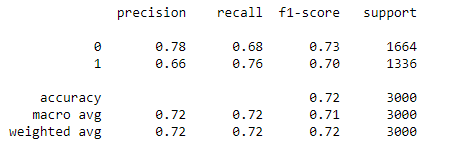 precision recall f1-score support
0 0.78 0.68 0.73 1664
1 0.66 0.76 0.70 1336
accuracy 0.72 3000
macro avg 0.72 0.72 0.71 3000
weighted avg 0.72 0.72 0.72 3000